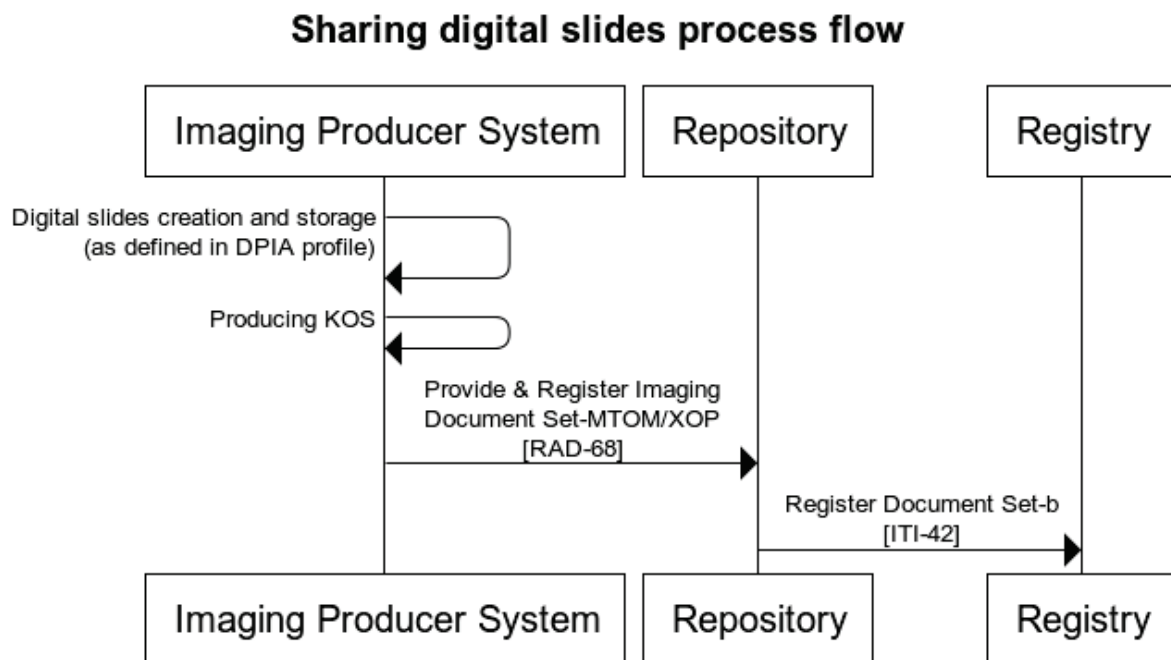 Sharing digital slides process flow
Imaging Producer System
Repository
Registry
Digital slides creation and storage
(as defined in DPIA profile)
Producing KOS
Provide & Register Imaging
Document Set-MTOM/XOP
[RAD-68]
Register Document Set-b
[ITI-42]
Imaging Producer System
Repository
Registry